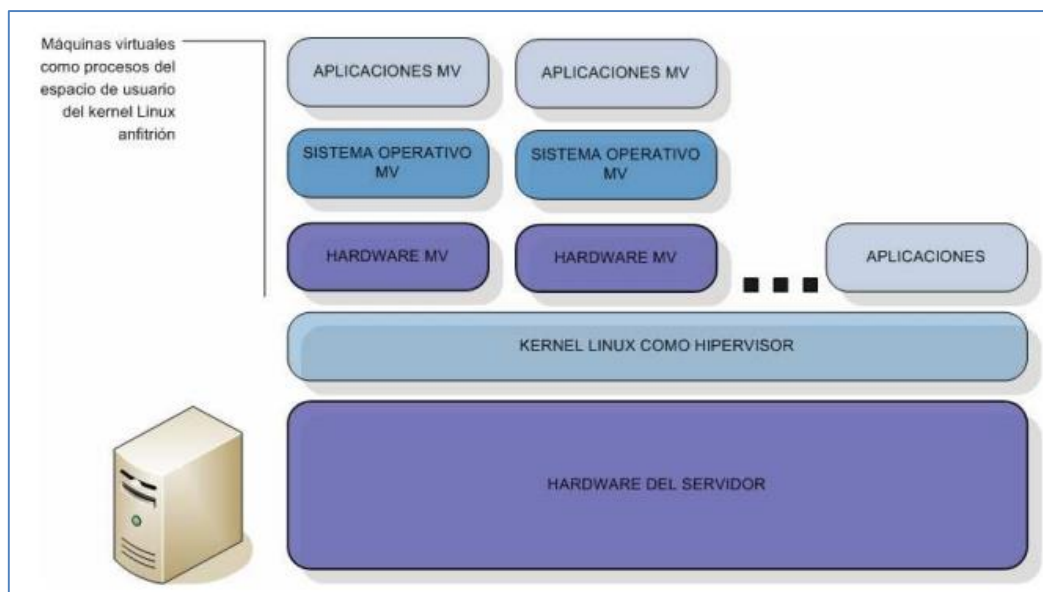 Máquinas virtuales
como procesos del
espacio de usuario
del kernel Linux
anfitrión
APLICACIONES MV
APLICACIONES MV
SISTEMA OPERATIVO
MV
SISTEMA OPERATIVO
MV
HARDWARE MV
HARDWARE MV
APLICACIONES
KERNEL LINUX COMO HIPERVISOR
HARDWARE DEL SERVIDOR